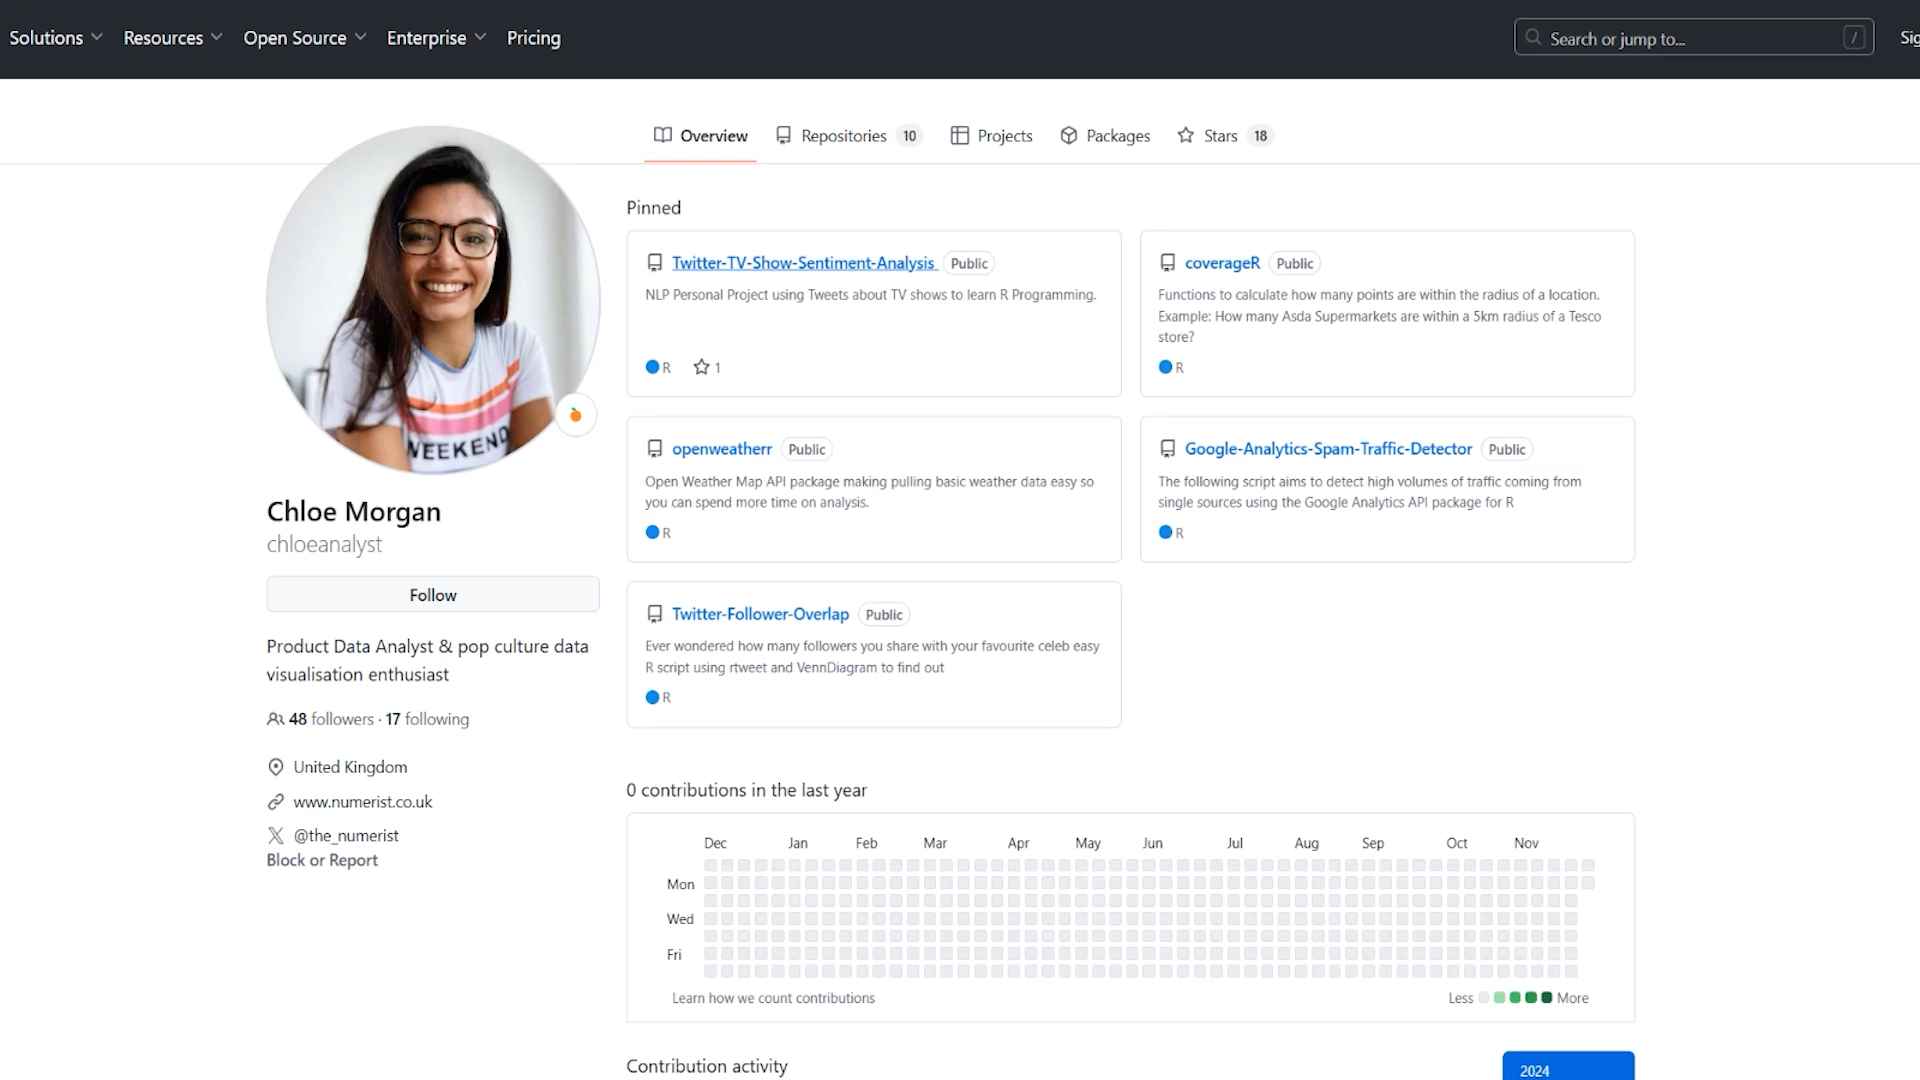 Solutions Resources Open Source Enterprise Pricing Search or jump to... / Sig
Overview Repositories 10 Projects Packages Stars 18
WEEKEND
Chloe Morgan
chloeanalyst
Follow
Product Data Analyst & pop culture data
visualisation enthusiast
48 followers · 17 following
United Kingdom
www.numerist.co.uk
@the_numerist
Block or Report
Pinned
Twitter-TV-Show-Sentiment-Analysis Public
NLP Personal Project using Tweets about TV shows to learn R Programming.
R 1
coverageR Public
Functions to calculate how many points are within the radius of a location.
Example: How many Asda Supermarkets are within a 5km radius of a Tesco
store?
R
openweatherr Public
Open Weather Map API package making pulling basic weather data easy so
you can spend more time on analysis.
R
Google-Analytics-Spam-Traffic-Detector Public
The following script aims to detect high volumes of traffic coming from
single sources using the Google Analytics API package for R
R
Twitter-Follower-Overlap Public
Ever wondered how many followers you share with your favourite celeb easy
R script using rtweet and VennDiagram to find out
R
0 contributions in the last year
Dec Jan Feb Mar Apr May Jun Jul Aug Sep Oct Nov
Mon
Wed
Fri
Learn how we count contributions Less More
Contribution activity 2024